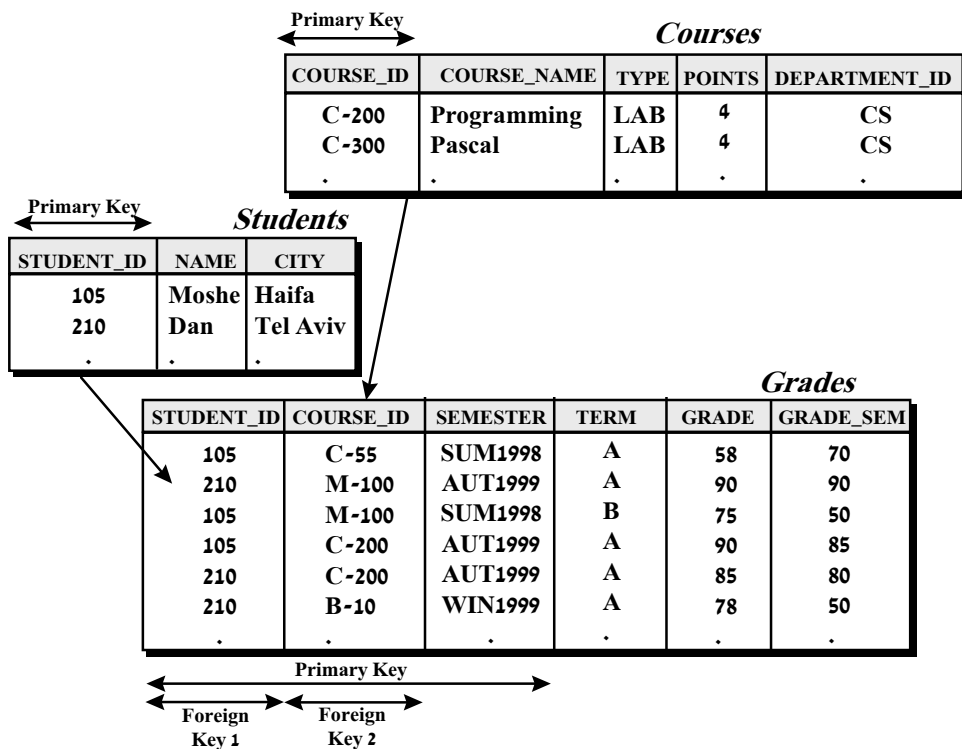 Primary Key
Courses
COURSE_ID COURSE_NAME TYPE POINTS DEPARTMENT_ID
C-200 Programming LAB 4 CS
C-300 Pascal LAB 4 CS
. . . . .
Primary Key
Students
STUDENT_ID NAME CITY
105 Moshe Haifa
210 Dan Tel Aviv
. . .
Grades
STUDENT_ID COURSE_ID SEMESTER TERM GRADE GRADE_SEM
105 C-55 SUM1998 A 58 70
210 M-100 AUT1999 A 90 90
105 M-100 SUM1998 B 75 50
105 C-200 AUT1999 A 90 85
210 C-200 AUT1999 A 85 80
210 B-10 WIN1999 A 78 50
. . . . . .
Primary Key
Foreign Key 1
Foreign Key 2